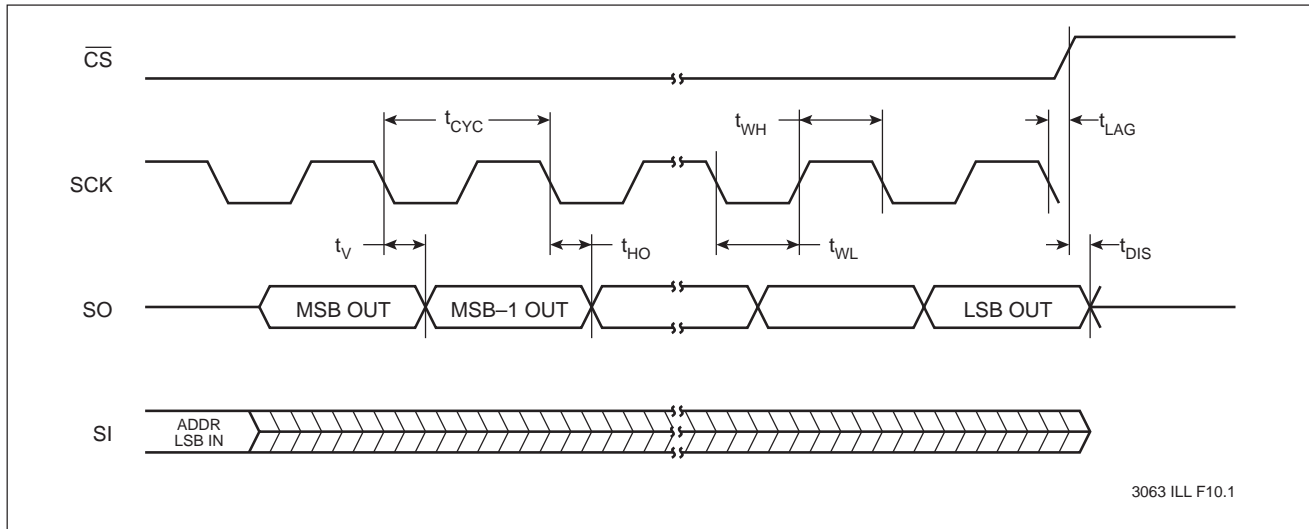 C̅S̅
tCYC
tWH
tLAG
SCK
tV
tHO
tWL
tDIS
SO
MSB OUT
MSB–1 OUT
LSB OUT
SI
ADDR
LSB IN
3063 ILL F10.1